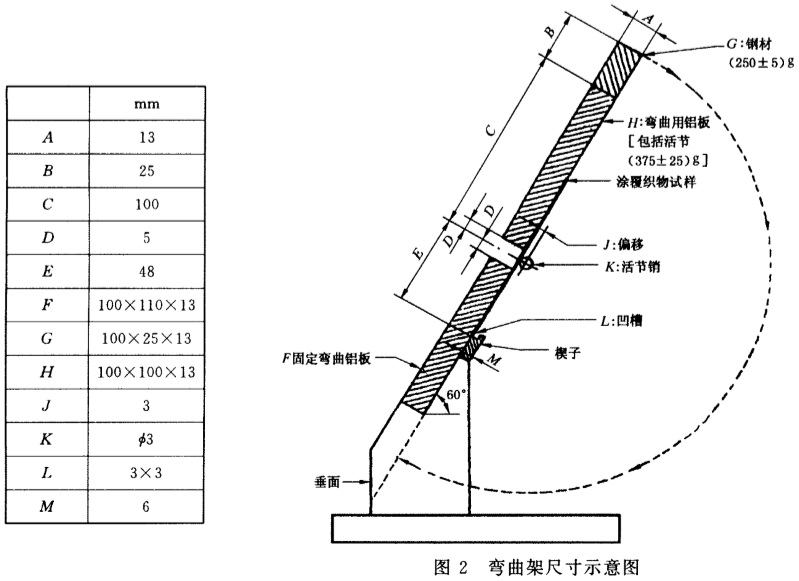 mm
A 13
B 25
C 100
D 5
E 48
F 100×110×13
G 100×25×13
H 100×100×13
J 3
K ϕ3
L 3×3
M 6
A
B
G:钢材
(250±5)g
C
H:弯曲用铝板
[包括活节
(375±25)g]
涂覆织物试样
D
D
E
J:偏移
K:活节销
L:凹槽
楔子
M
F固定弯曲铝板
60°
垂面
图 2 弯曲架尺寸示意图